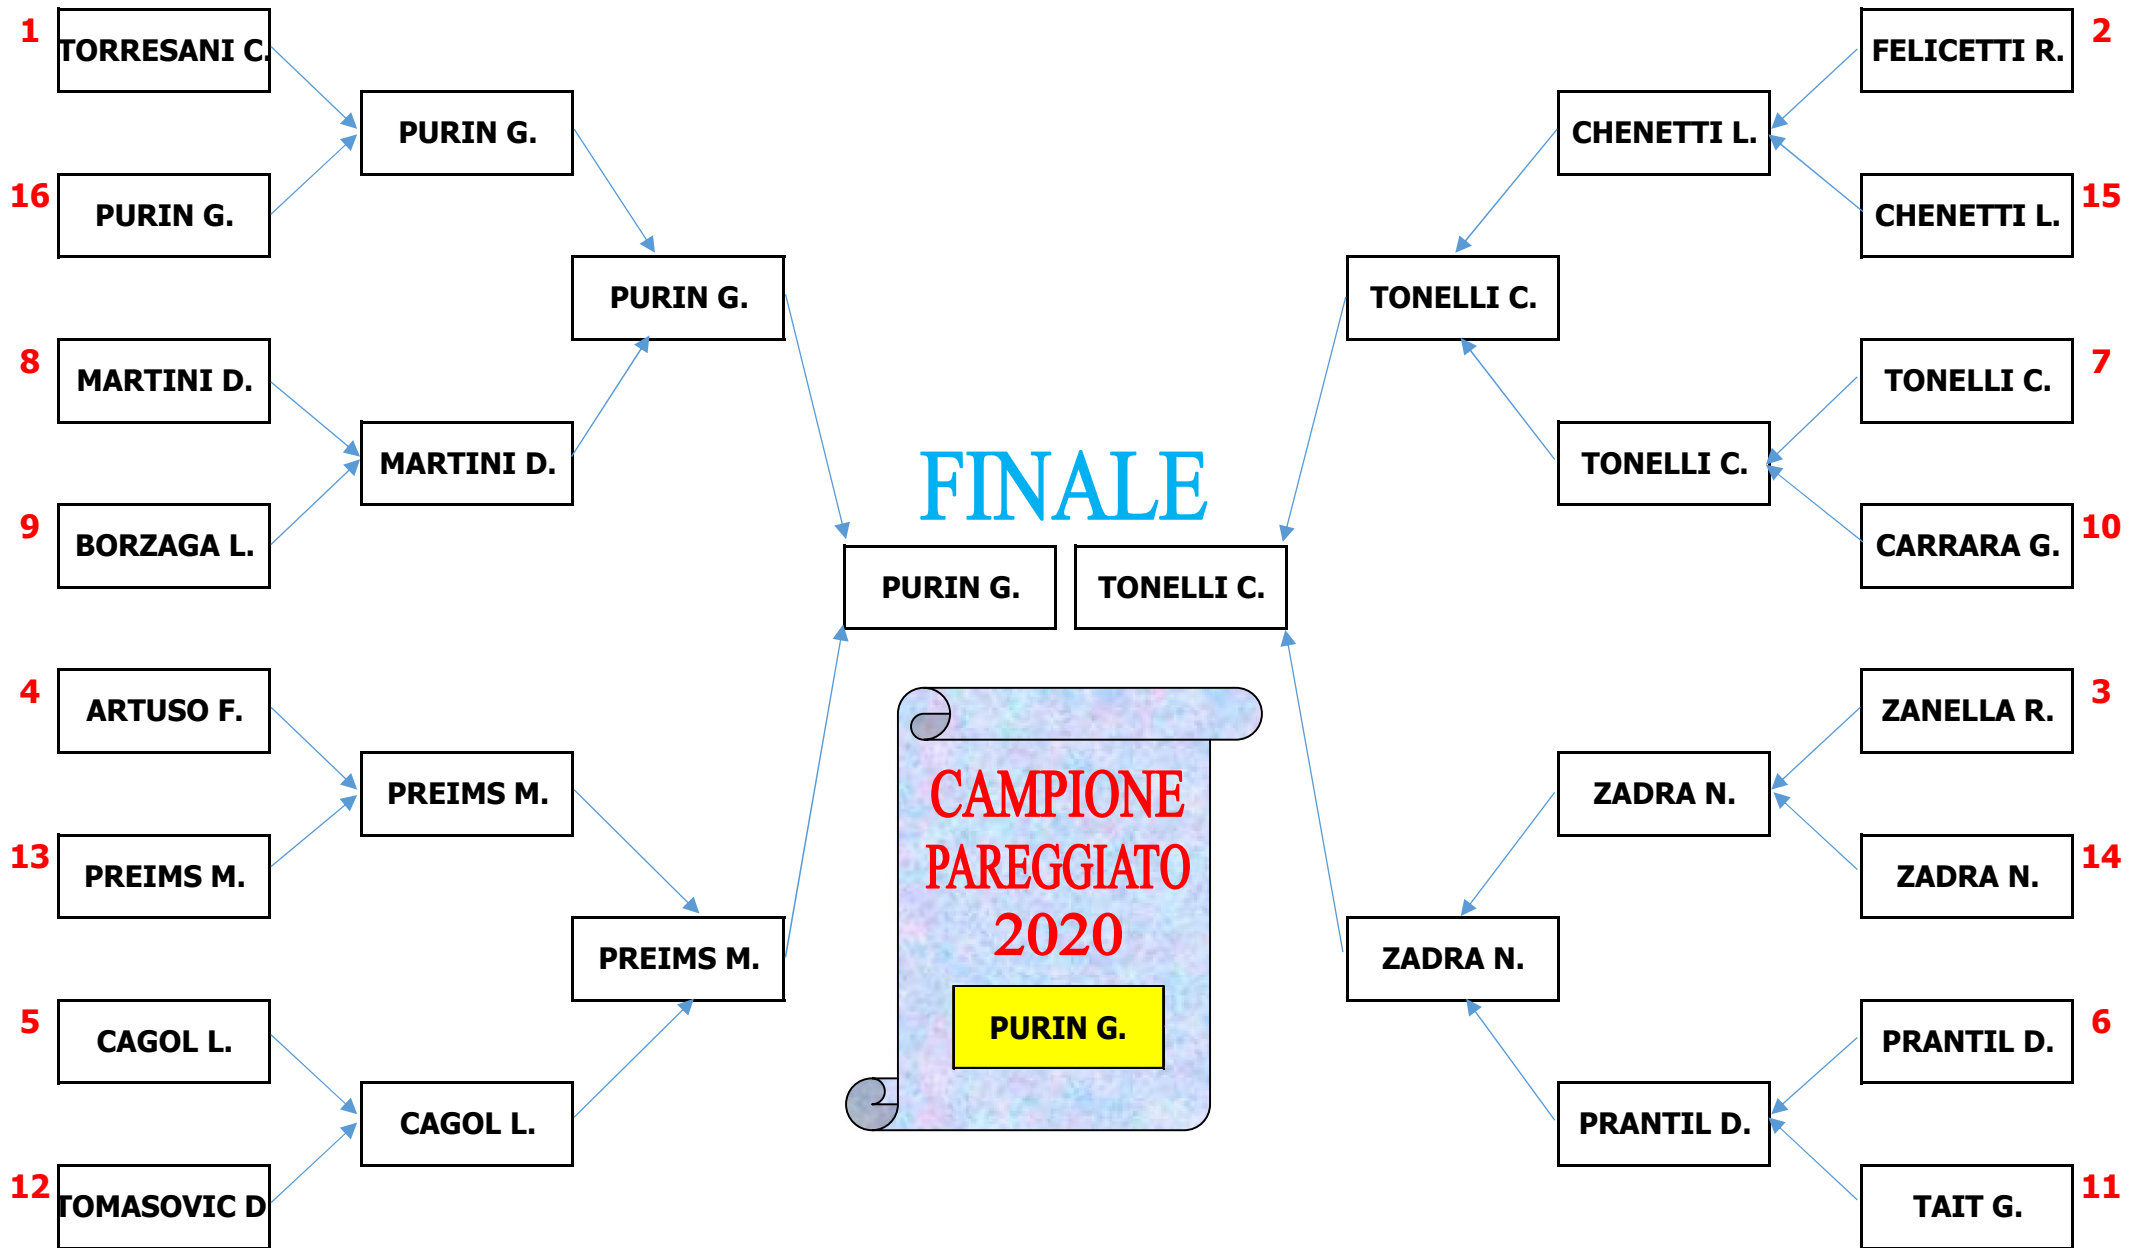 1
TORRESANI C.
2
FELICETTI R.
PURIN G.
CHENETTI L.
16
PURIN G.
15
CHENETTI L.
PURIN G.
TONELLI C.
8
MARTINI D.
7
TONELLI C.
MARTINI D.
TONELLI C.
FINALE
9
BORZAGA L.
10
CARRARA G.
PURIN G.
TONELLI C.
4
ARTUSO F.
3
ZANELLA R.
PREIMS M.
ZADRA N.
CAMPIONE
PAREGGIATO
2020
PURIN G.
13
PREIMS M.
14
ZADRA N.
PREIMS M.
ZADRA N.
5
CAGOL L.
6
PRANTIL D.
CAGOL L.
PRANTIL D.
12
TOMASOVIC D
11
TAIT G.